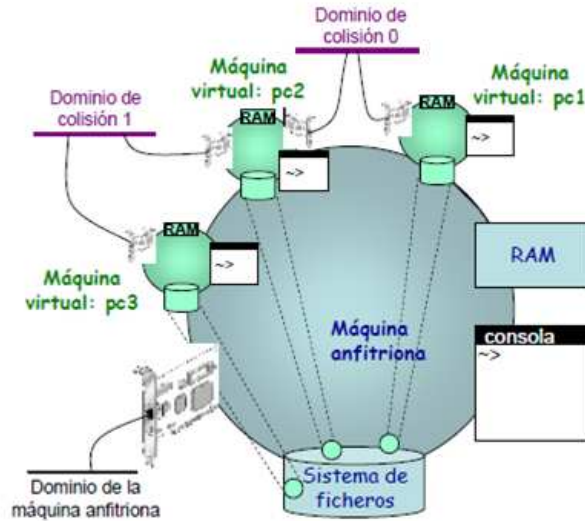 Dominio de
colisión 0
Máquina
virtual: pc2
Máquina
virtual: pc1
Dominio de
colisión 1
RAM
~>
RAM
~>
RAM
~>
Máquina
virtual: pc3
RAM
Máquina
anfitriona
consola
~>
Sistema de
ficheros
Dominio de la
máquina anfitriona